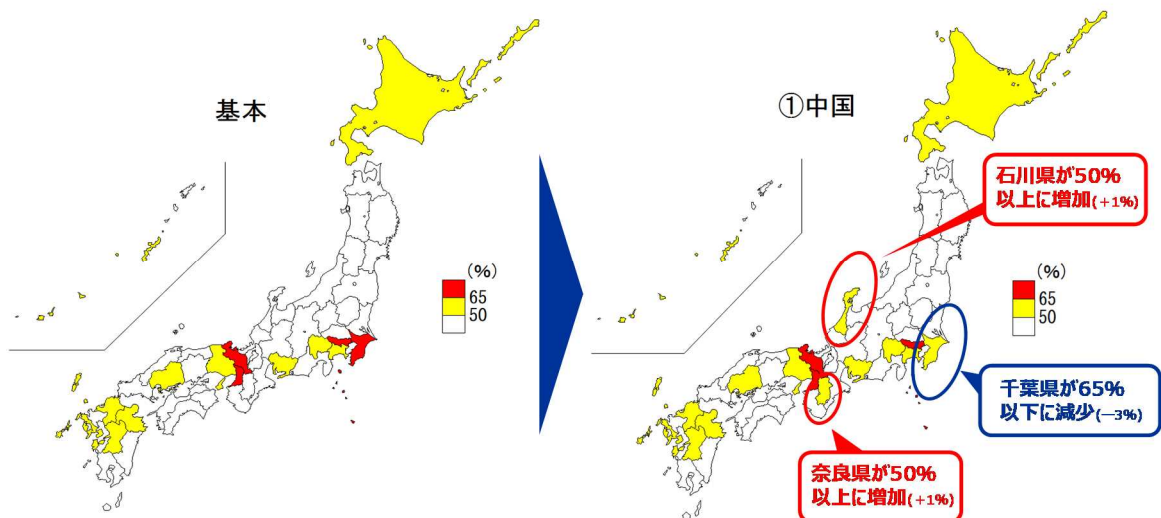 基本
(%)
65
50
①中国
石川県が50%
以上に増加(+1%)
(%)
65
50
千葉県が65%
以下に減少(—3%)
奈良県が50%
以上に増加(+1%)